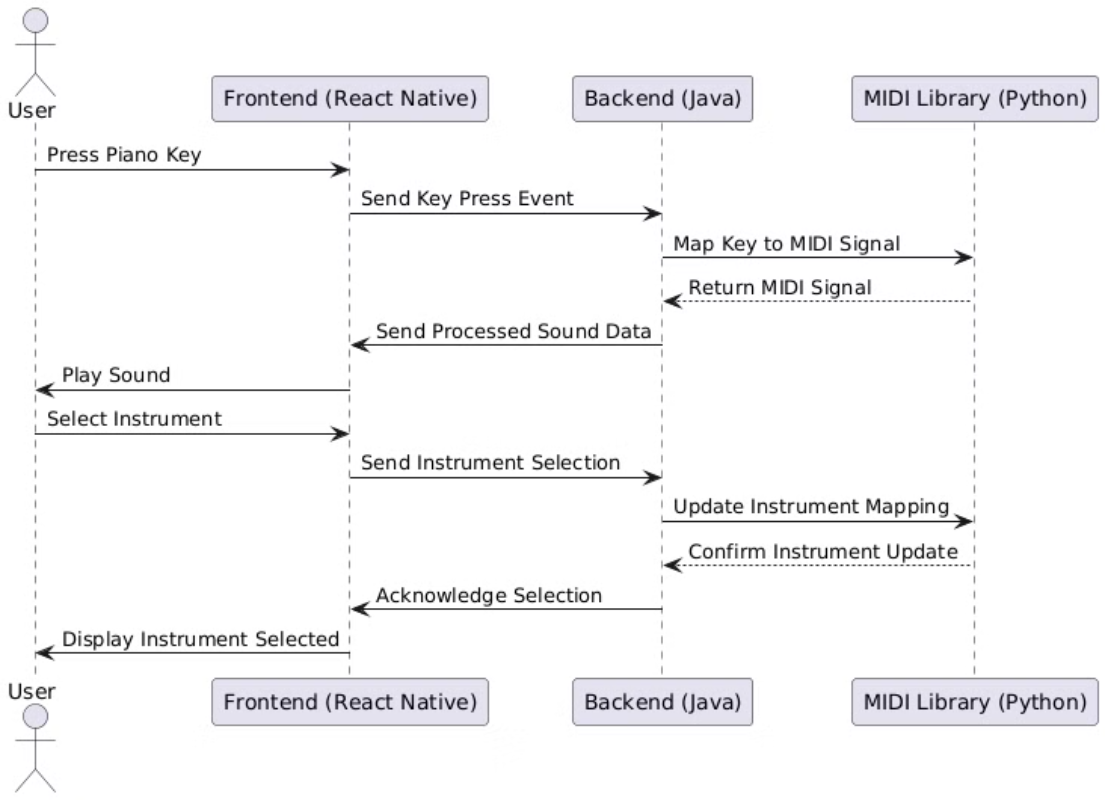 User
Frontend (React Native)
Backend (Java)
MIDI Library (Python)
Press Piano Key
Send Key Press Event
Map Key to MIDI Signal
Return MIDI Signal
Send Processed Sound Data
Play Sound
Select Instrument
Send Instrument Selection
Update Instrument Mapping
Confirm Instrument Update
Acknowledge Selection
Display Instrument Selected
User
Frontend (React Native)
Backend (Java)
MIDI Library (Python)